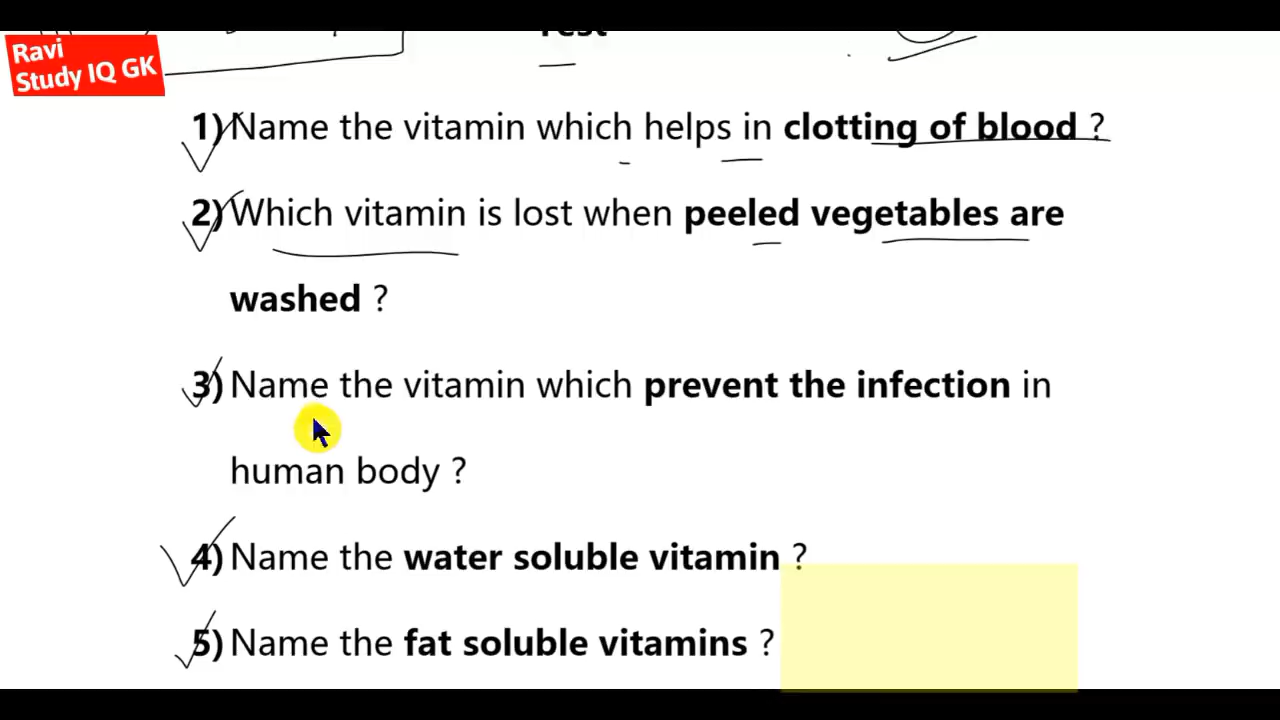 Test
Ravi
Study IQ GK
1) Name the vitamin which helps in clotting of blood ?
2) Which vitamin is lost when peeled vegetables are
washed ?
3) Name the vitamin which prevent the infection in
human body ?
4) Name the water soluble vitamin ?
5) Name the fat soluble vitamins ?